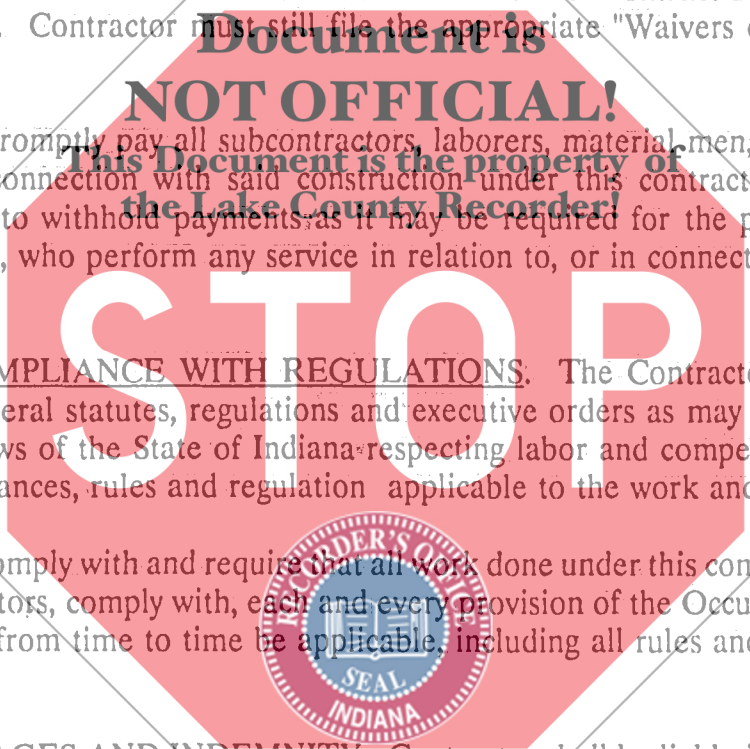 . Contractor must still file the appropriate "Waivers
Document is
NOT OFFICIAL!
romptly pay all subcontractors, laborers, material men,
This Document is the property of
onnection with said construction under this contract
the Lake County Recorder!
to withhold payments as it may be required for the p
, who perform any service in relation to, or in connect
STOP
MPLIANCE WITH REGULATIONS. The Contracto
eral statutes, regulations and executive orders as may
ws of the State of Indiana respecting labor and compe
ances, rules and regulation applicable to the work and
omply with and require that all work done under this con
tors, comply with, each and every provision of the Occu
from time to time be applicable, including all rules and
RECORDER'S OFFICE
SEAL
INDIANA